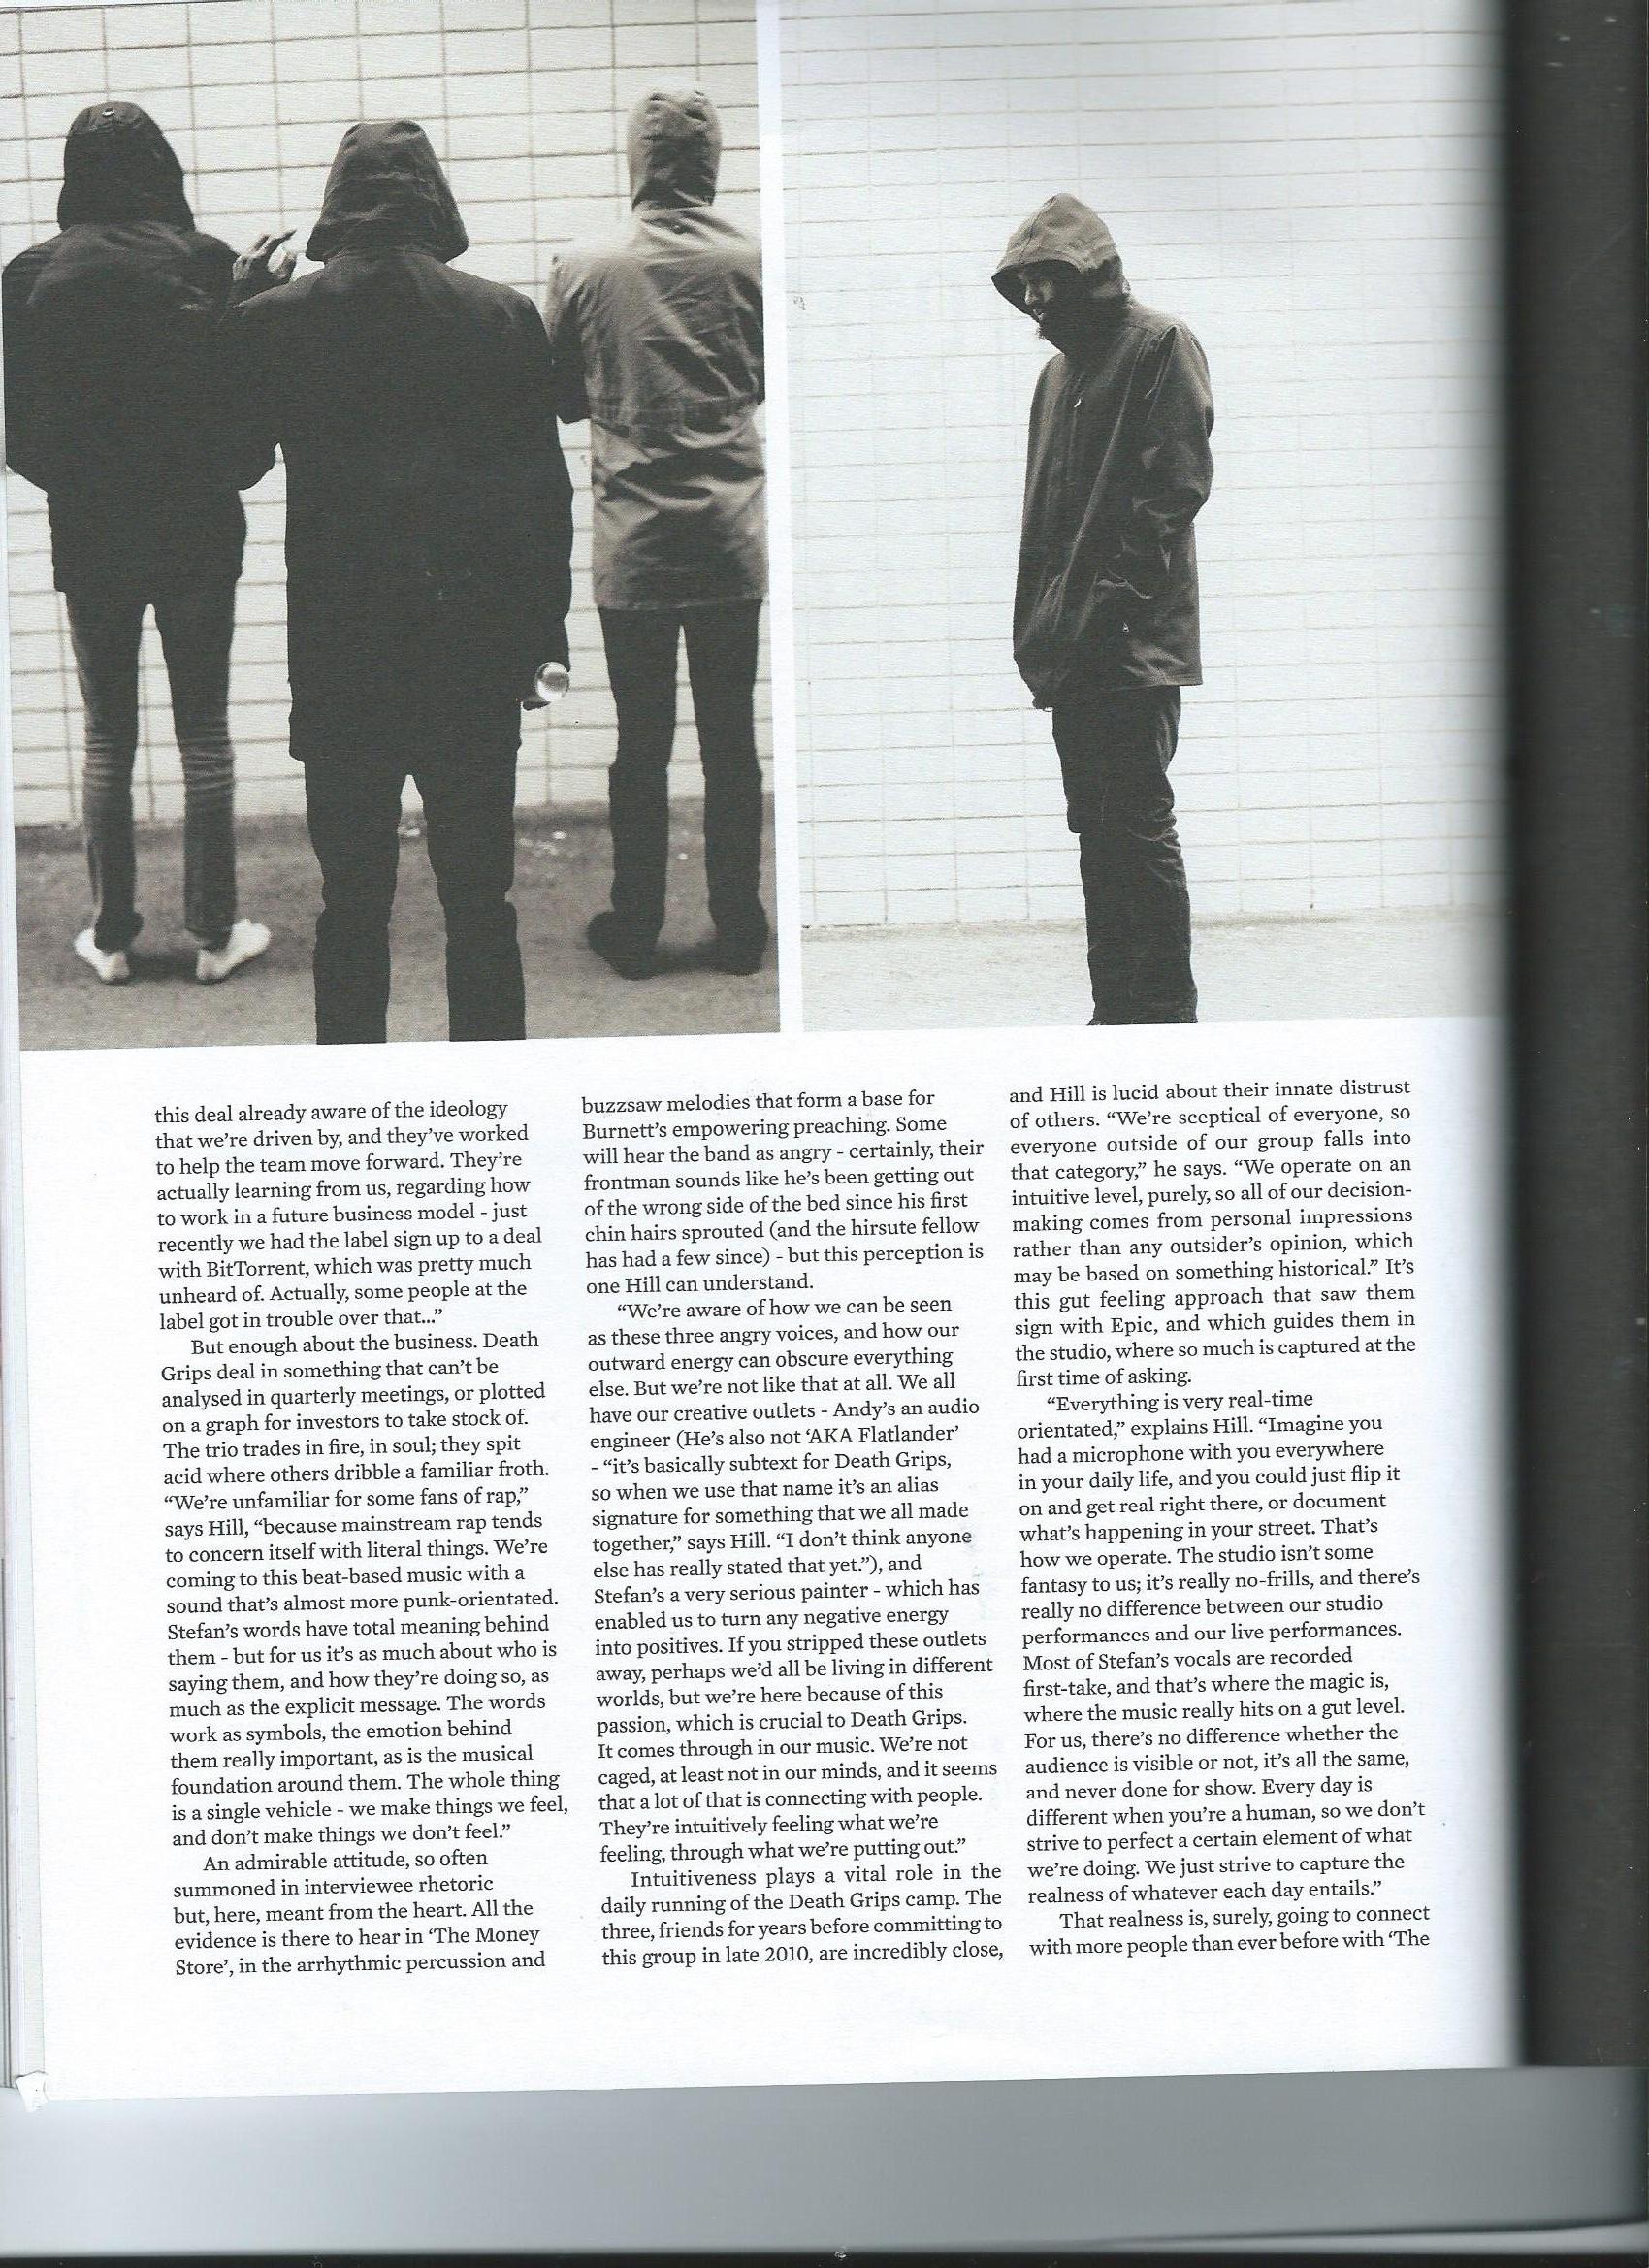 this deal already aware of the ideology
that we're driven by, and they've worked
to help the team move forward. They're
actually learning from us, regarding how
to work in a future business model - just
recently we had the label sign up to a deal
with BitTorrent, which was pretty much
unheard of. Actually, some people at the
label got in trouble over that...”
But enough about the business. Death
Grips deal in something that can't be
analysed in quarterly meetings, or plotted
on a graph for investors to take stock of.
The trio trades in fire, in soul; they spit
acid where others dribble a familiar froth.
“We're unfamiliar for some fans of rap,”
says Hill, “because mainstream rap tends
to concern itself with literal things. We're
coming to this beat-based music with a
sound that's almost more punk-orientated.
Stefan's words have total meaning behind
them - but for us it's as much about who is
saying them, and how they're doing so, as
much as the explicit message. The words
work as symbols, the emotion behind
them really important, as is the musical
foundation around them. The whole thing
is a single vehicle - we make things we feel,
and don't make things we don't feel.”
An admirable attitude, so often
summoned in interviewee rhetoric
but, here, meant from the heart. All the
evidence is there to hear in ‘The Money
Store’, in the arrhythmic percussion and
buzzsaw melodies that form a base for
Burnett's empowering preaching. Some
will hear the band as angry - certainly, their
frontman sounds like he's been getting out
of the wrong side of the bed since his first
chin hairs sprouted (and the hirsute fellow
has had a few since) - but this perception is
one Hill can understand.
“We're aware of how we can be seen
as these three angry voices, and how our
outward energy can obscure everything
else. But we're not like that at all. We all
have our creative outlets - Andy's an audio
engineer (He's also not ‘AKA Flatlander’
- “it's basically subtext for Death Grips,
so when we use that name it's an alias
signature for something that we all made
together,” says Hill. “I don't think anyone
else has really stated that yet.”), and
Stefan's a very serious painter - which has
enabled us to turn any negative energy
into positives. If you stripped these outlets
away, perhaps we'd all be living in different
worlds, but we're here because of this
passion, which is crucial to Death Grips.
It comes through in our music. We're not
caged, at least not in our minds, and it seems
that a lot of that is connecting with people.
They're intuitively feeling what we're
feeling, through what we're putting out.”
Intuitiveness plays a vital role in the
daily running of the Death Grips camp. The
three, friends for years before committing to
this group in late 2010, are incredibly close,
and Hill is lucid about their innate distrust
of others. “We're sceptical of everyone, so
everyone outside of our group falls into
that category,” he says. “We operate on an
intuitive level, purely, so all of our decision-
making comes from personal impressions
rather than any outsider's opinion, which
may be based on something historical.” It's
this gut feeling approach that saw them
sign with Epic, and which guides them in
the studio, where so much is captured at the
first time of asking.
“Everything is very real-time
orientated,” explains Hill. “Imagine you
had a microphone with you everywhere
in your daily life, and you could just flip it
on and get real right there, or document
what's happening in your street. That's
how we operate. The studio isn't some
fantasy to us; it's really no-frills, and there's
really no difference between our studio
performances and our live performances.
Most of Stefan's vocals are recorded
first-take, and that's where the magic is,
where the music really hits on a gut level.
For us, there's no difference whether the
audience is visible or not, it's all the same,
and never done for show. Every day is
different when you're a human, so we don't
strive to perfect a certain element of what
we're doing. We just strive to capture the
realness of whatever each day entails.”
That realness is, surely, going to connect
with more people than ever before with ‘The